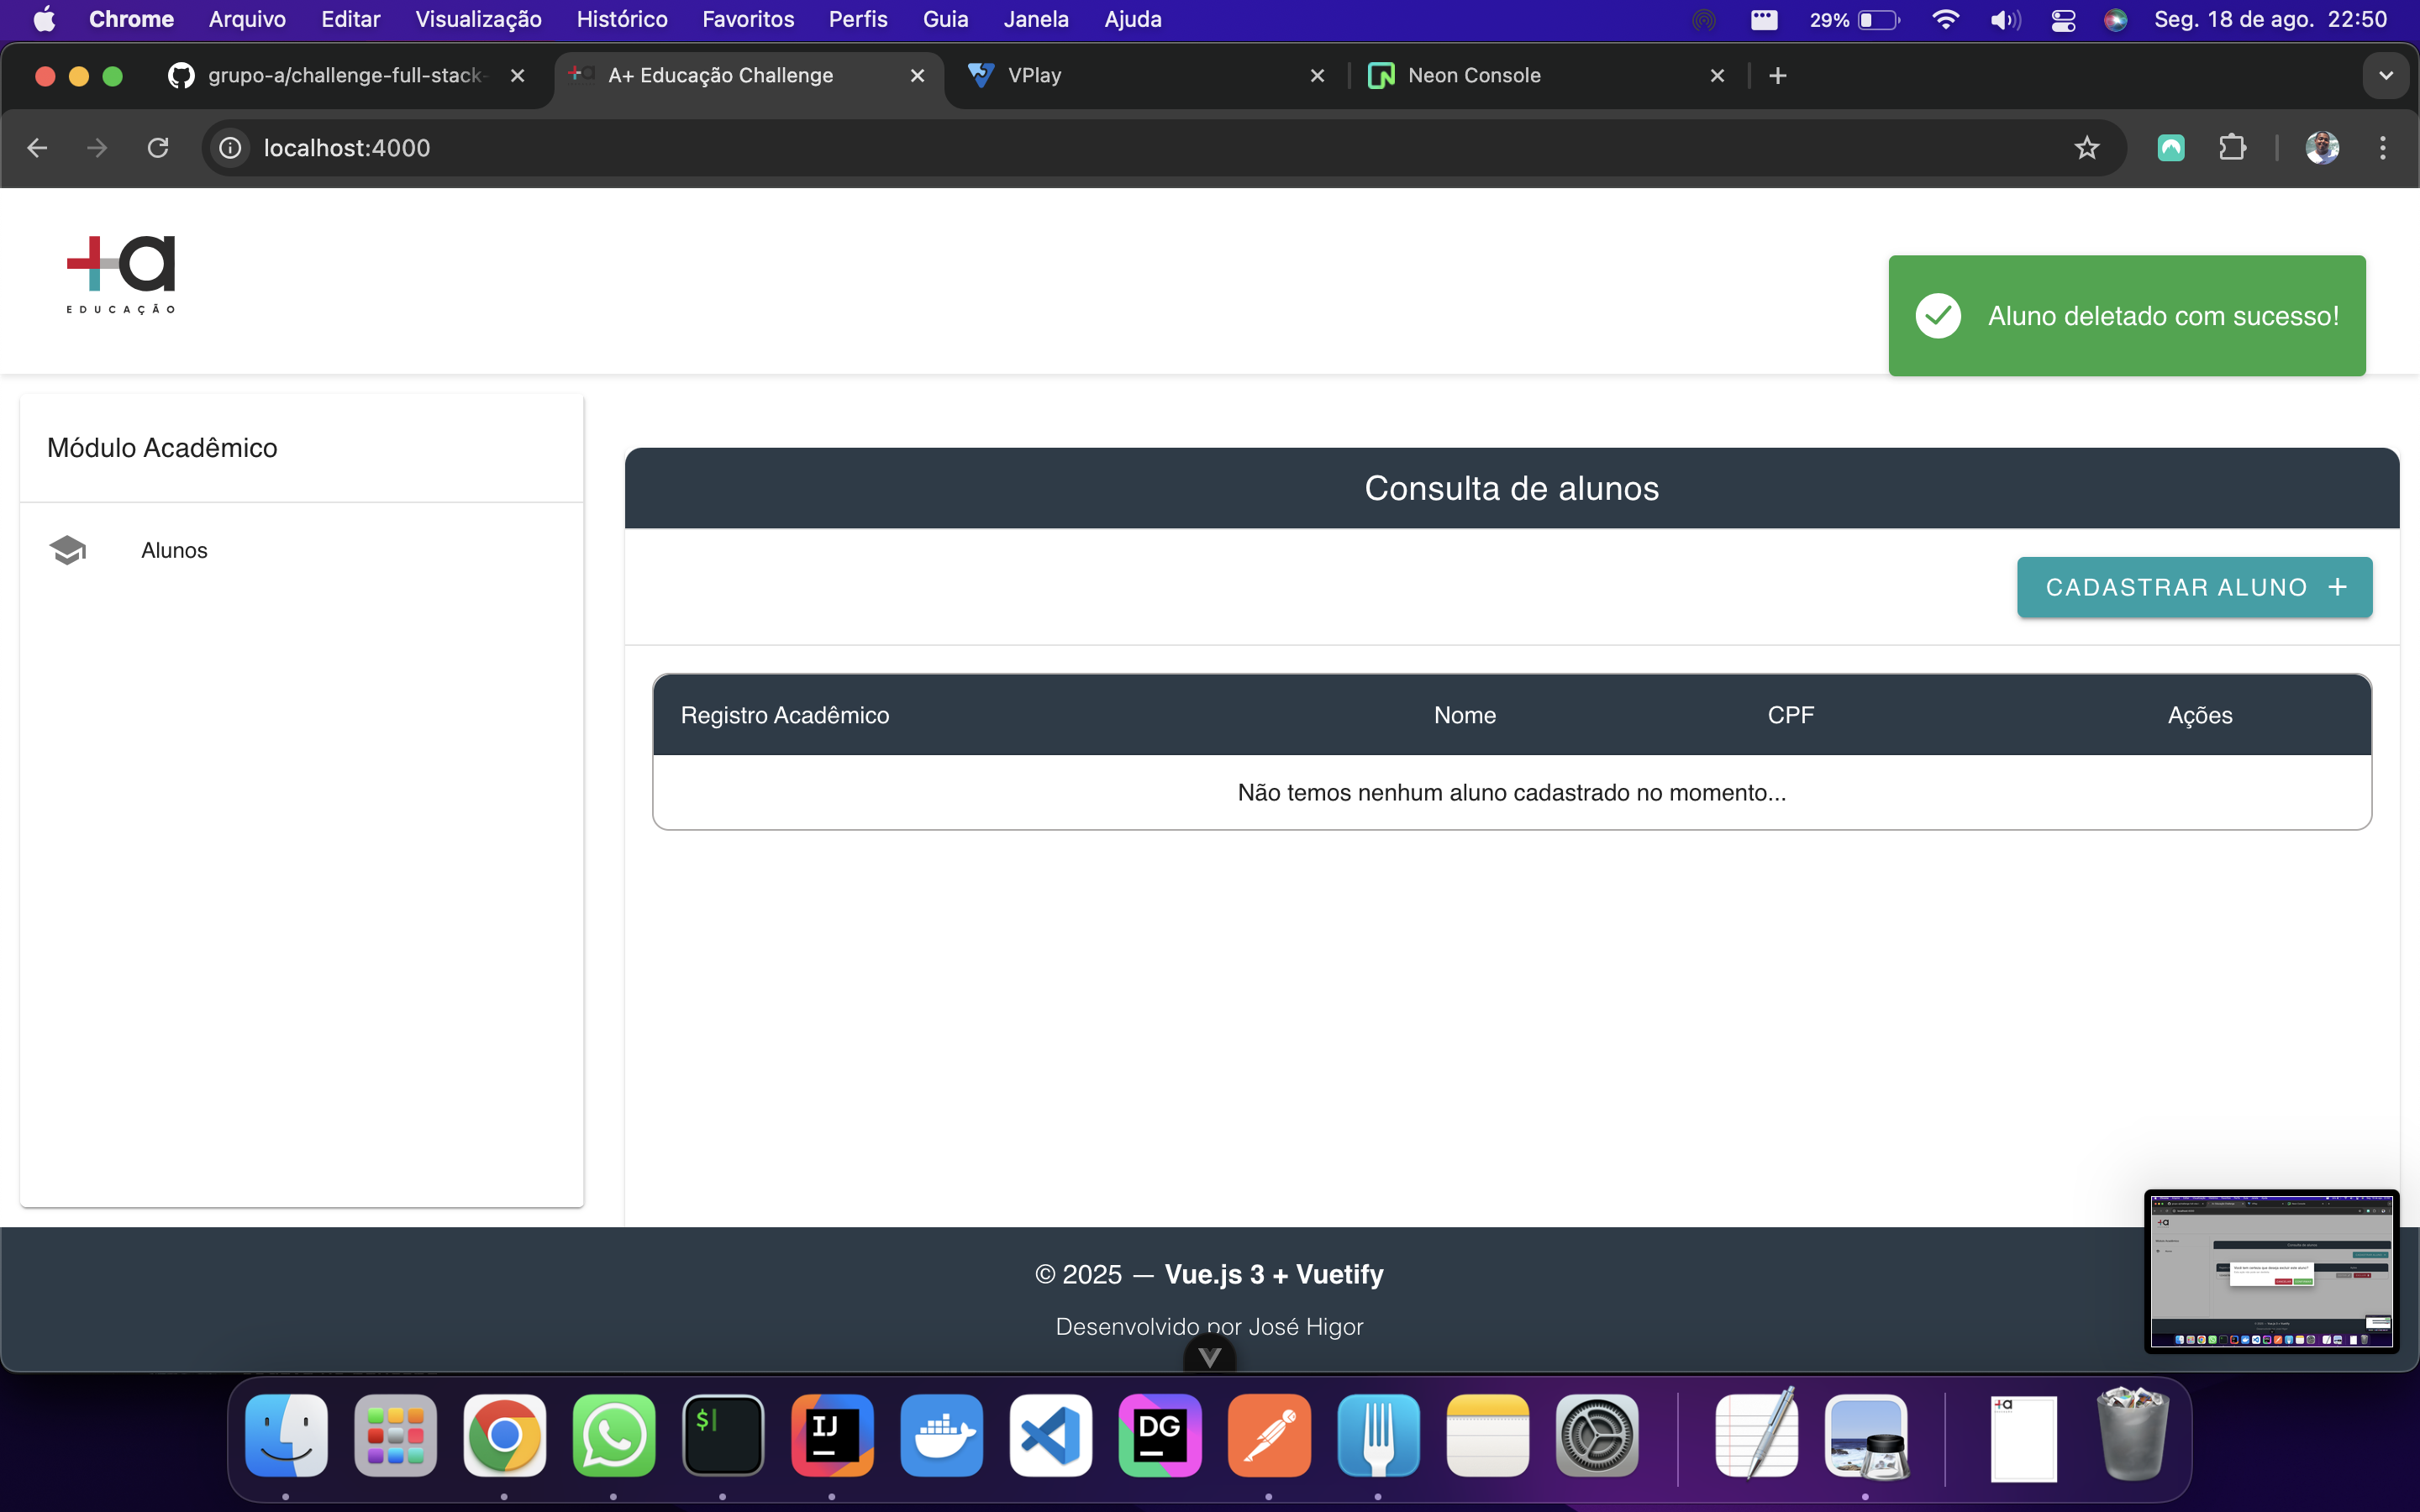 Chrome Arquivo Editar Visualização Histórico Favoritos Perfis Guia Janela Ajuda 29% Seg. 18 de ago. 22:50
grupo-a/challenge-full-stack- A+ Educação Challenge VPlay Neon Console
localhost:4000
+a
EDUCAÇÃO
Aluno deletado com sucesso!
Módulo Acadêmico
Alunos
Consulta de alunos
CADASTRAR ALUNO +
Registro Acadêmico Nome CPF Ações
Não temos nenhum aluno cadastrado no momento...
© 2025 — Vue.js 3 + Vuetify
Desenvolvido por José Higor
$
IJ
DG
+a